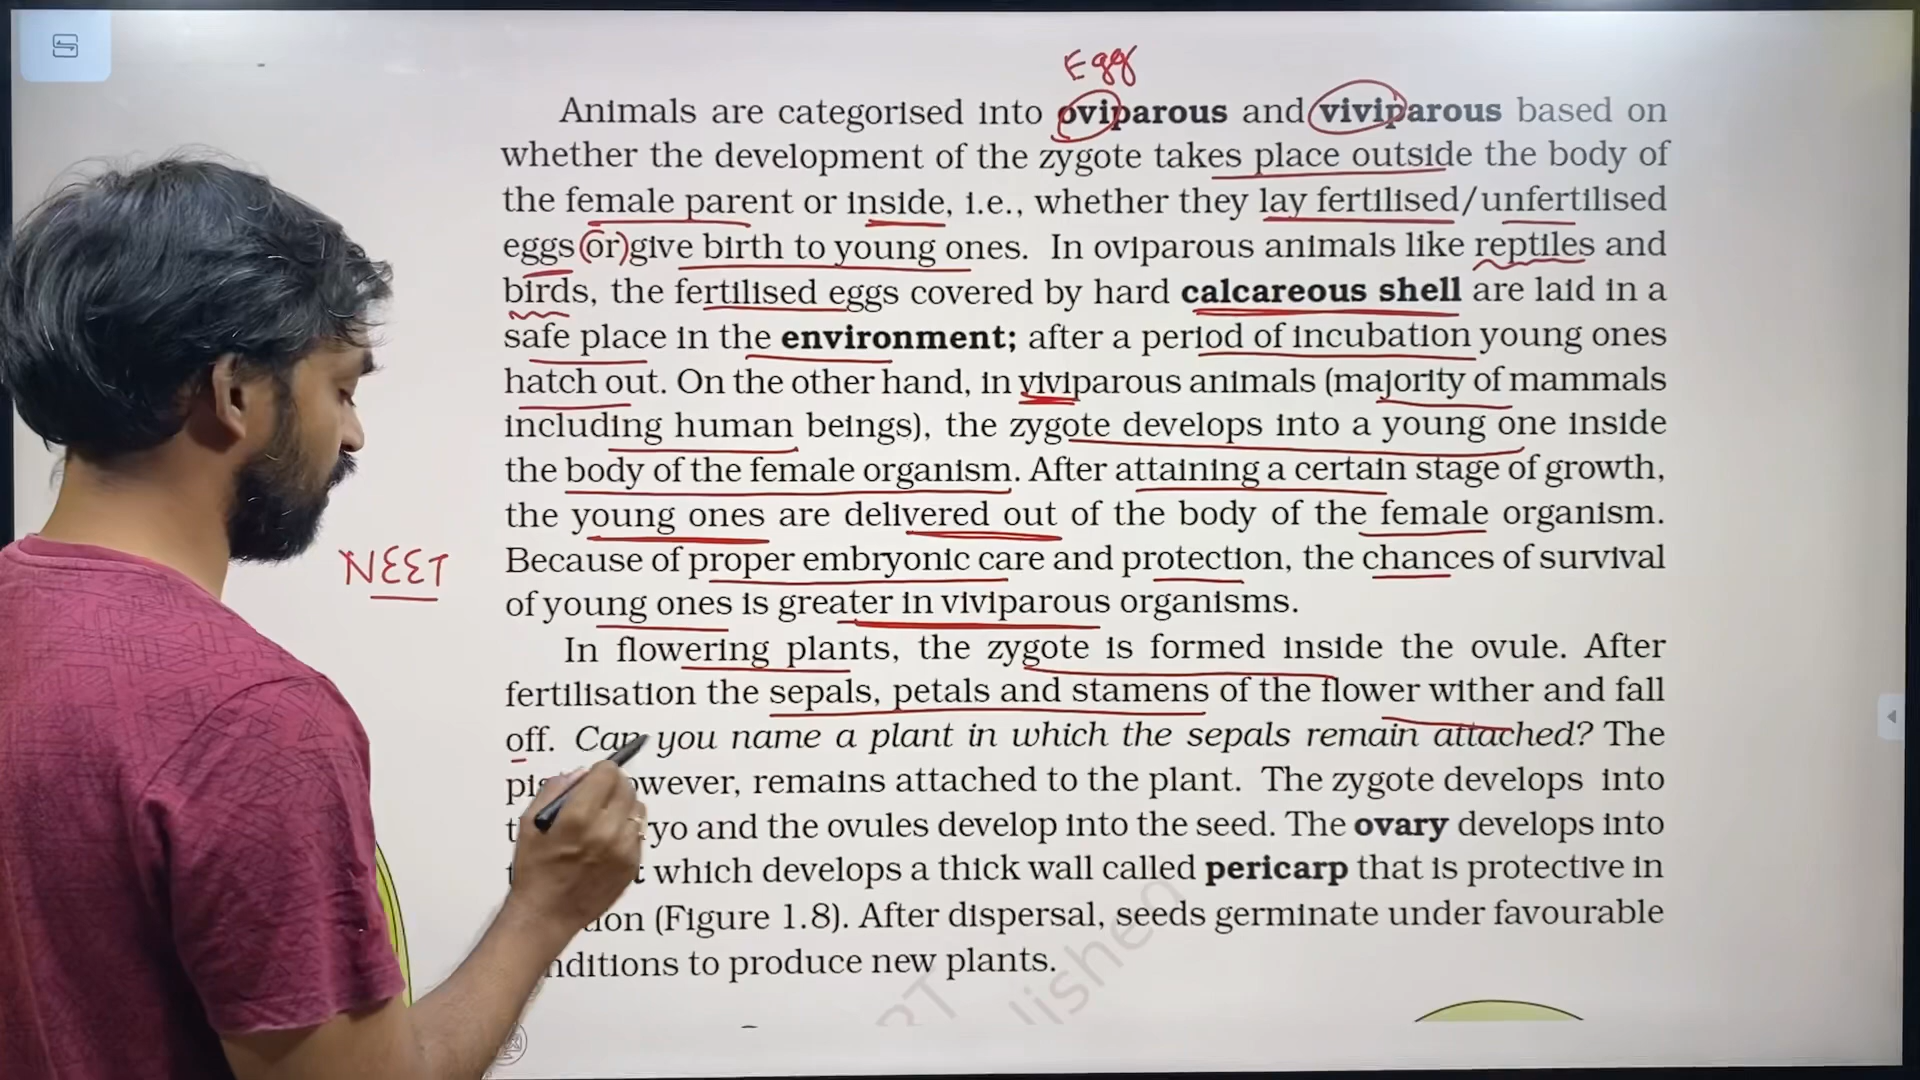 Egg
Animals are categorised into oviparous and viviparous based on
whether the development of the zygote takes place outside the body of
the female parent or inside, i.e., whether they lay fertilised/unfertilised
eggs or give birth to young ones. In oviparous animals like reptiles and
birds, the fertilised eggs covered by hard calcareous shell are laid in a
safe place in the environment; after a period of incubation young ones
hatch out. On the other hand, in viviparous animals (majority of mammals
including human beings), the zygote develops into a young one inside
the body of the female organism. After attaining a certain stage of growth,
the young ones are delivered out of the body of the female organism.
NEET
Because of proper embryonic care and protection, the chances of survival
of young ones is greater in viviparous organisms.
In flowering plants, the zygote is formed inside the ovule. After
fertilisation the sepals, petals and stamens of the flower wither and fall
off. Can you name a plant in which the sepals remain attached? The
remains attached to the plant. The zygote develops into
and the ovules develop into the seed. The ovary develops into
which develops a thick wall called pericarp that is protective in
(Figure 1.8). After dispersal, seeds germinate under favourable
to produce new plants.